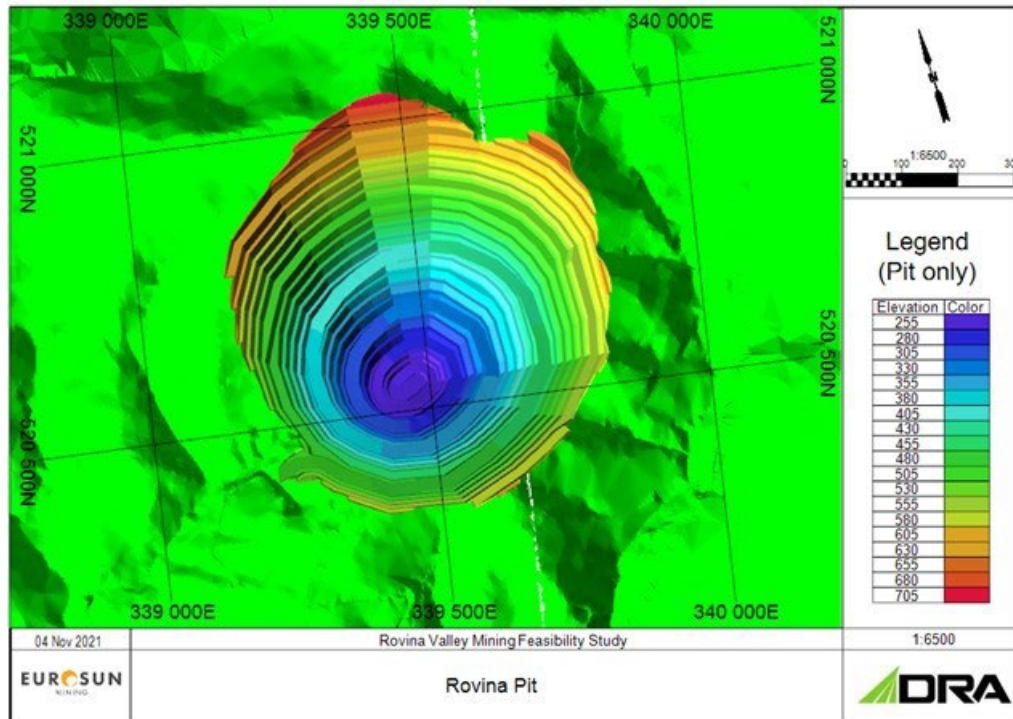 339 000E
339 500E
340 000E
521 000N
521 000N
520 500N
520 500N
339 000E
339 500E
340 000E
1:6500
0 100 200 300
Legend
(Pit only)
Elevation Color
255
280
305
330
355
380
405
430
455
480
505
530
555
580
605
630
655
680
705
04 Nov 2021
Rovina Valley Mining Feasibility Study
1:6500
EUROSUN
MINING
Rovina Pit
DRA